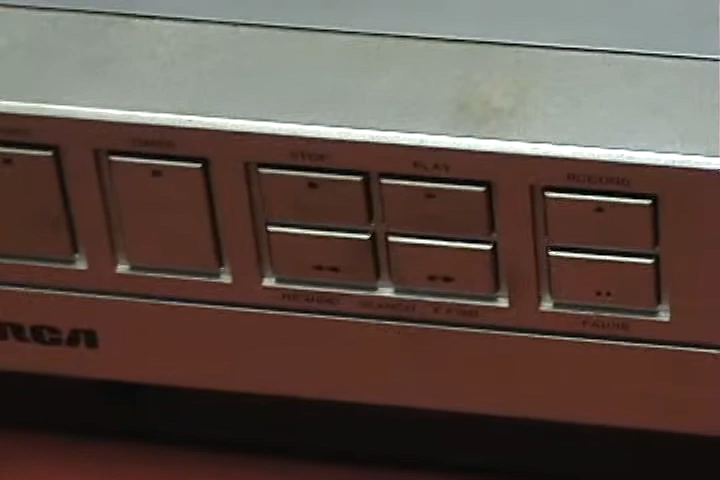 STOP
PLAY
RECORD
REWIND SEARCH F.FWD
PAUSE
RCA